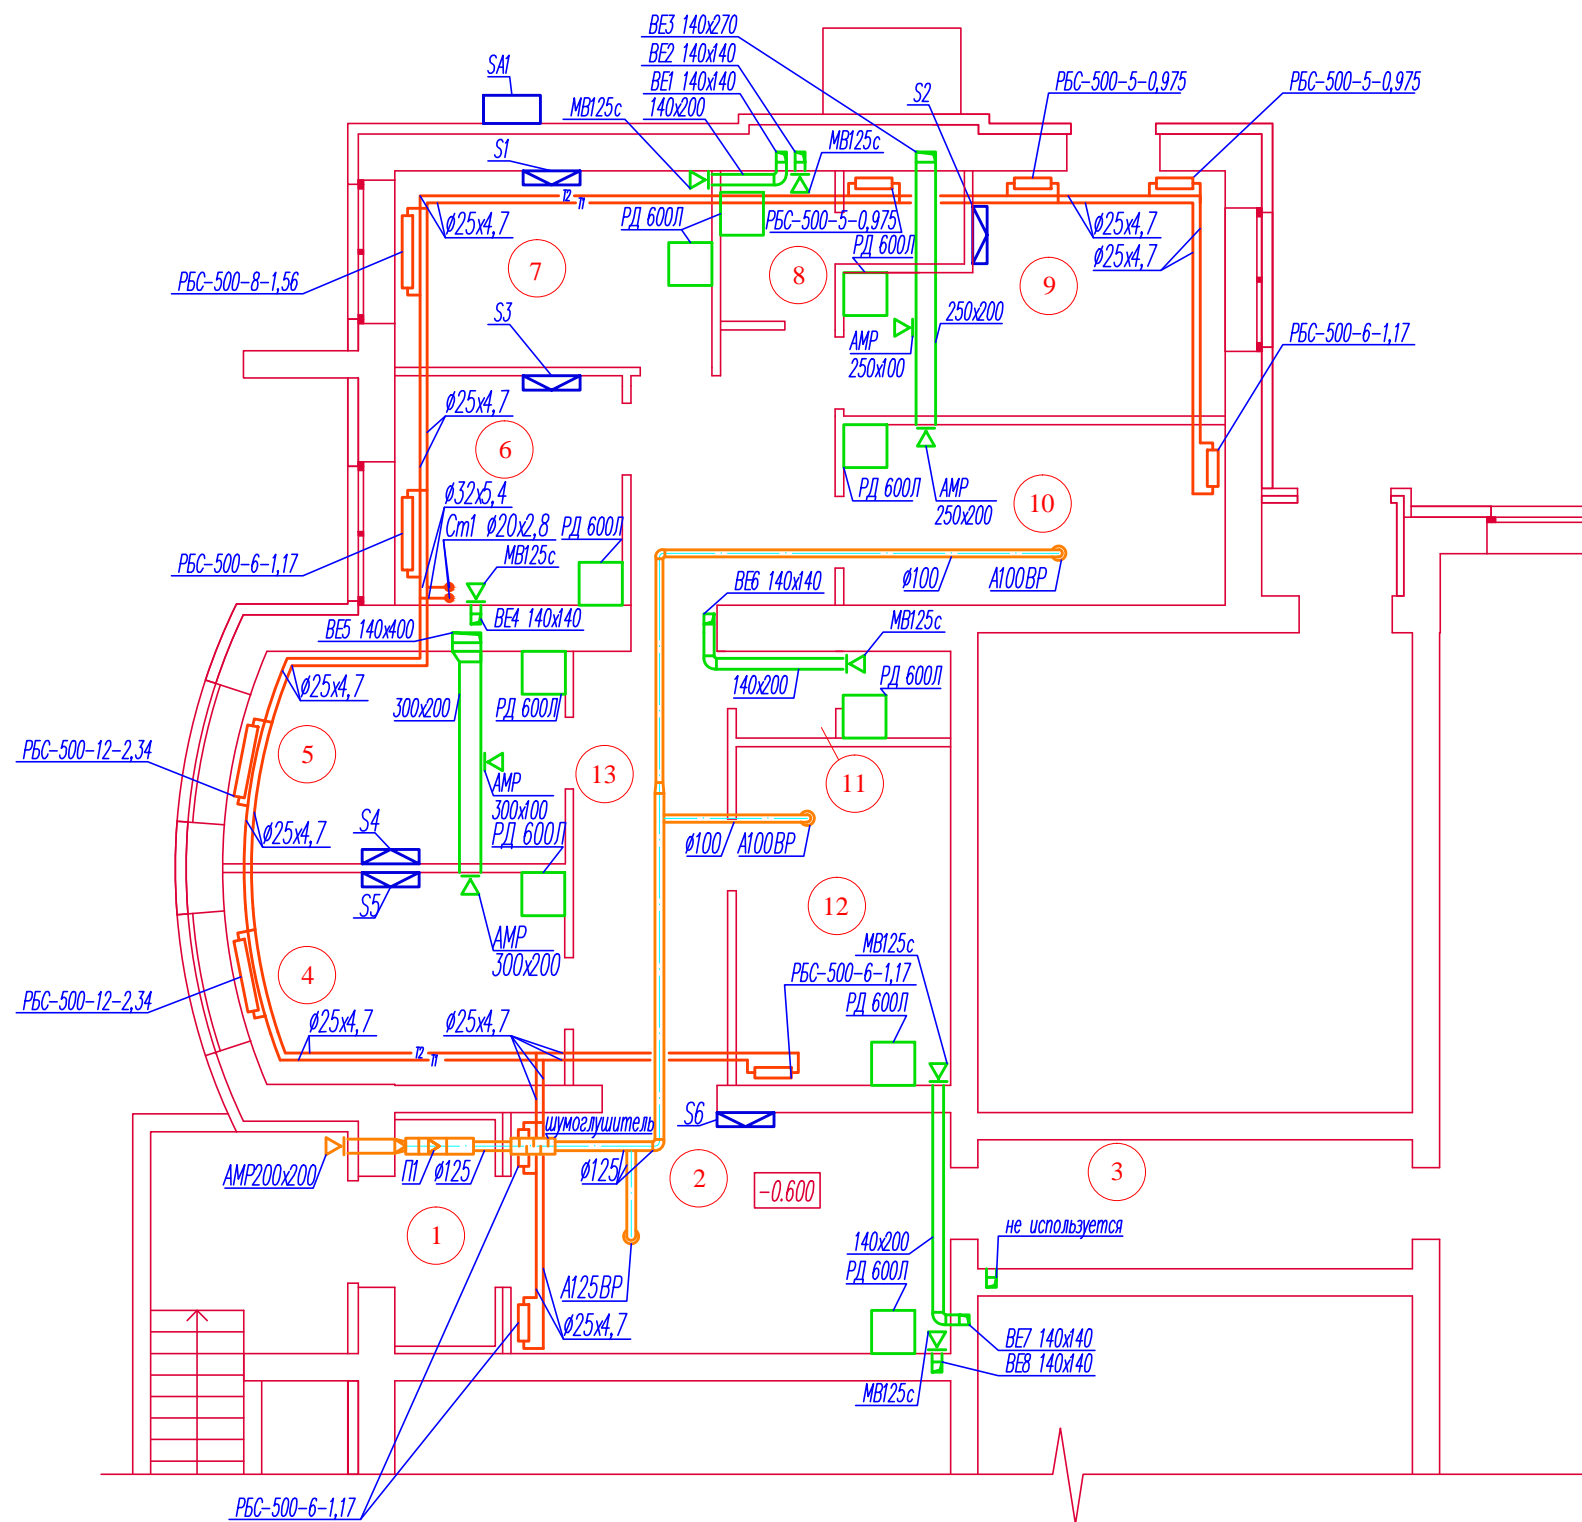 ВЕ3 140х270
ВЕ2 140х140
ВЕ1 140х140
140х200
SA1
МВ125с
S2
РБС-500-5-0,975
РБС-500-5-0,975
S1
МВ125с
Т2
Т1
РД 600Л
РБС-500-5-0,975
ø25х4,7
ø25х4,7
ø25х4,7
РД 600Л
7
8
9
РБС-500-8-1,56
S3
250х200
АМР
250х100
РБС-500-6-1,17
ø25х4,7
6
ø32х5,4
Ст1 ø20х2,8
РД 600Л
РД 600Л
АМР
250х200
10
РБС-500-6-1,17
МВ125с
ø100
А100ВР
ВЕ6 140х140
ВЕ4 140х140
ВЕ5 140х400
МВ125с
ø25х4,7
300х200
РД 600Л
140х200
РД 600Л
РБС-500-12-2,34
5
13
11
АМР
300х100
РД 600Л
S4
ø25х4,7
ø100
А100ВР
S5
12
АМР
300х200
МВ125с
4
РБС-500-6-1,17
РД 600Л
РБС-500-12-2,34
ø25х4,7
ø25х4,7
Т2
Т1
шумоглушитель
S6
АМР200х200
П1
ø125
ø125
2
-0.600
3
1
не используется
140х200
РД 600Л
А125ВР
ø25х4,7
ВЕ7 140х140
ВЕ8 140х140
МВ125с
РБС-500-6-1,17